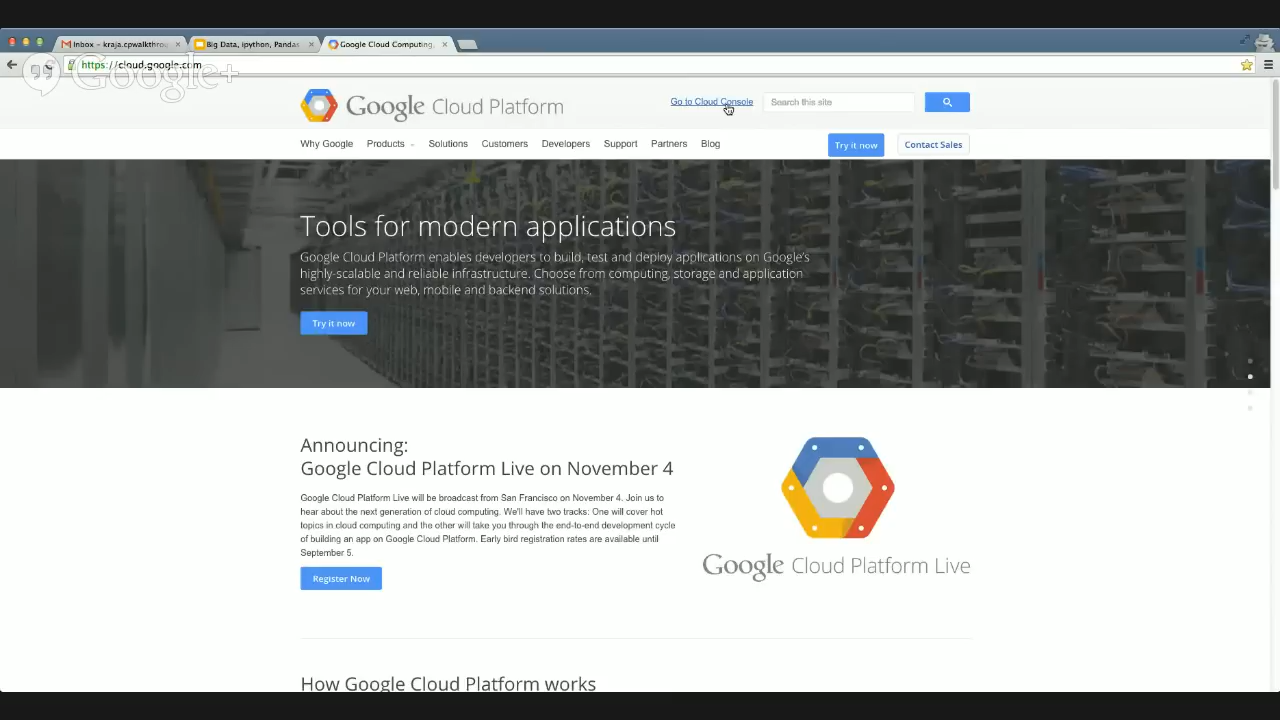 Inbox – kraja.cpwalkthrou
Big Data, ipython, Pandas
Google Cloud Computing,
https://cloud.google.com
Google+
Google Cloud Platform
Go to Cloud Console
Search this site
Why Google
Products
Solutions
Customers
Developers
Support
Partners
Blog
Try it now
Contact Sales
Tools for modern applications
Google Cloud Platform enables developers to build, test and deploy applications on Google's
highly-scalable and reliable infrastructure. Choose from computing, storage and application
services for your web, mobile and backend solutions.
Try it now
Announcing:
Google Cloud Platform Live on November 4
Google Cloud Platform Live will be broadcast from San Francisco on November 4. Join us to
hear about the next generation of cloud computing. We'll have two tracks: One will cover hot
topics in cloud computing and the other will take you through the end-to-end development cycle
of building an app on Google Cloud Platform. Early bird registration rates are available until
September 5.
Register Now
Google Cloud Platform Live
How Google Cloud Platform works